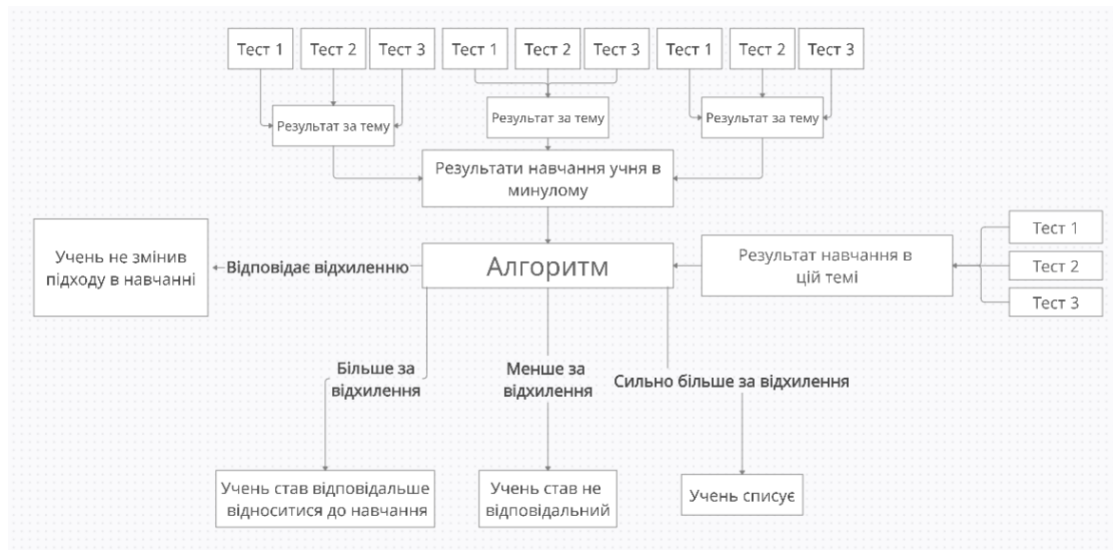 Тест 1
Тест 2
Тест 3
Тест 1
Тест 2
Тест 3
Тест 1
Тест 2
Тест 3
Результат за тему
Результат за тему
Результат за тему
Результати навчання учня в
минулому
Учень не змінив
підходу в навчанні
Відповідає відхиленню
Алгоритм
Результат навчання в
цій темі
Тест 1
Тест 2
Тест 3
Більше за
відхилення
Менше за
відхилення
Сильно більше за відхилення
Учень став відповідальше
відноситися до навчання
Учень став не
відповідальний
Учень списує